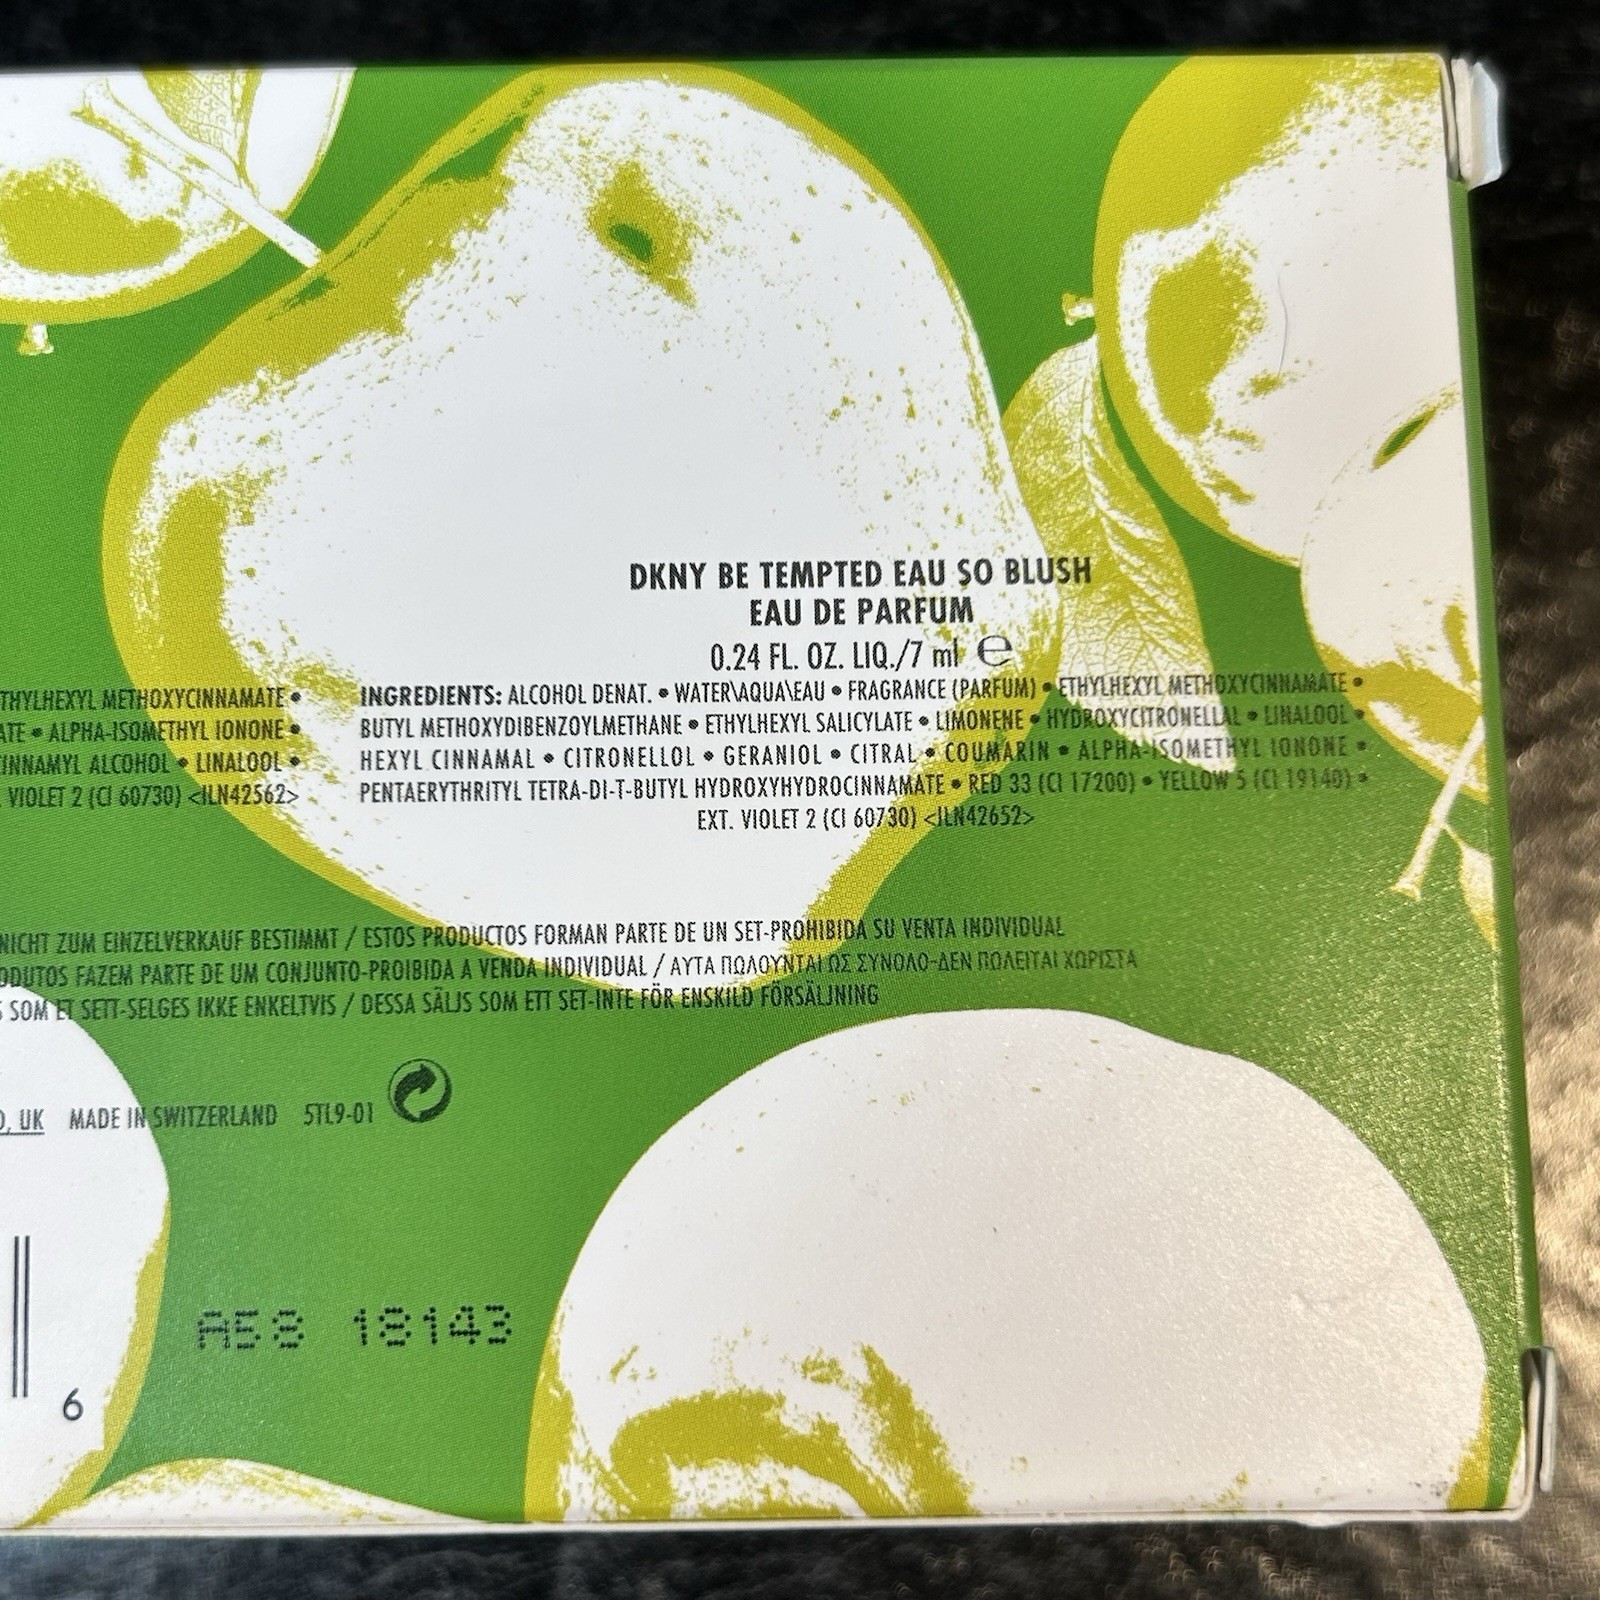 DKNY BE TEMPTED EAU SO BLUSH
EAU DE PARFUM
0.24 FL. OZ. LIQ./7 ml ℮
INGREDIENTS: ALCOHOL DENAT. • WATER\AQUA\EAU • FRAGRANCE (PARFUM) • ETHYLHEXYL METHOXYCINNAMATE •
BUTYL METHOXYDIBENZOYLMETHANE • ETHYLHEXYL SALICYLATE • LIMONENE • HYDROXYCITRONELLAL • LINALOOL •
HEXYL CINNAMAL • CITRONELLOL • GERANIOL • CITRAL • COUMARIN • ALPHA-ISOMETHYL IONONE •
PENTAERYTHRITYL TETRA-DI-T-BUTYL HYDROXYHYDROCINNAMATE • RED 33 (CI 17200) • YELLOW 5 (CI 19140) •
EXT. VIOLET 2 (CI 60730) <ILN42652>
THYLHEXYL METHOXYCINNAMATE •
ATE • ALPHA-ISOMETHYL IONONE •
INNAMYL ALCOHOL • LINALOOL •
VIOLET 2 (CI 60730) <ILN42562>
NICHT ZUM EINZELVERKAUF BESTIMMT / ESTOS PRODUCTOS FORMAN PARTE DE UN SET-PROHIBIDA SU VENTA INDIVIDUAL
ODUTOS FAZEM PARTE DE UM CONJUNTO-PROIBIDA A VENDA INDIVIDUAL / ΑΥΤΑ ΠΩΛΟΥΝΤΑΙ ΩΣ ΣΥΝΟΛΟ-ΔΕΝ ΠΩΛΕΙΤΑΙ ΧΩΡΙΣΤΑ
S SOM ET SETT-SELGES IKKE ENKELTVIS / DESSA SÄLJS SOM ETT SET-INTE FÖR ENSKILD FÖRSÄLJNING
, UK MADE IN SWITZERLAND 5TL9-01
A58 18143
6